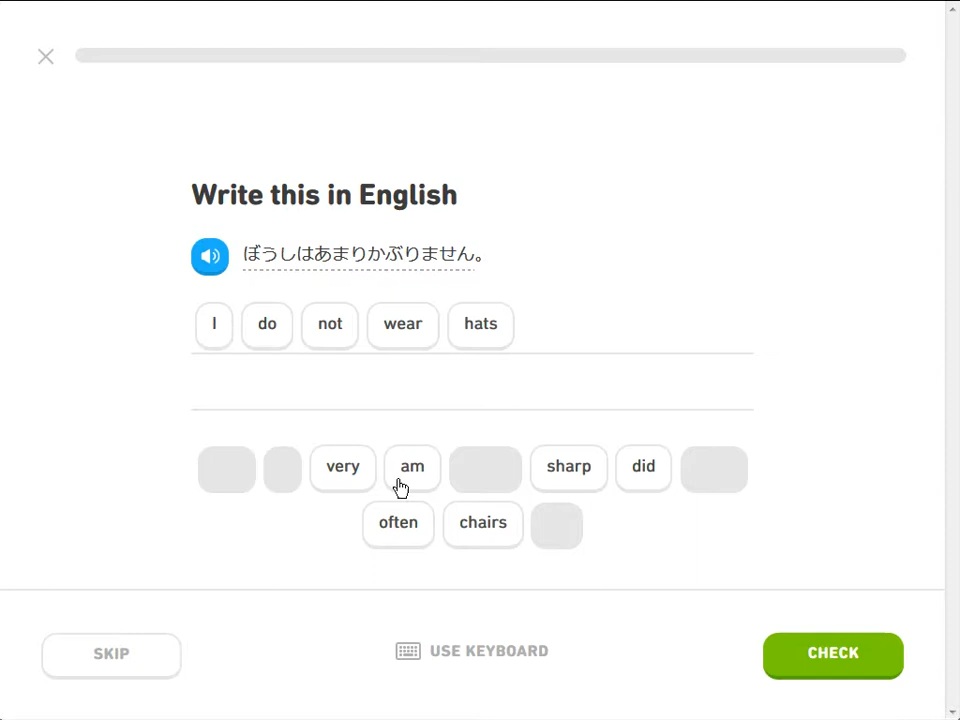 Write this in English
ぼうしはあまりかぶりません。
I do not wear hats
very am sharp did
often chairs
SKIP USE KEYBOARD CHECK